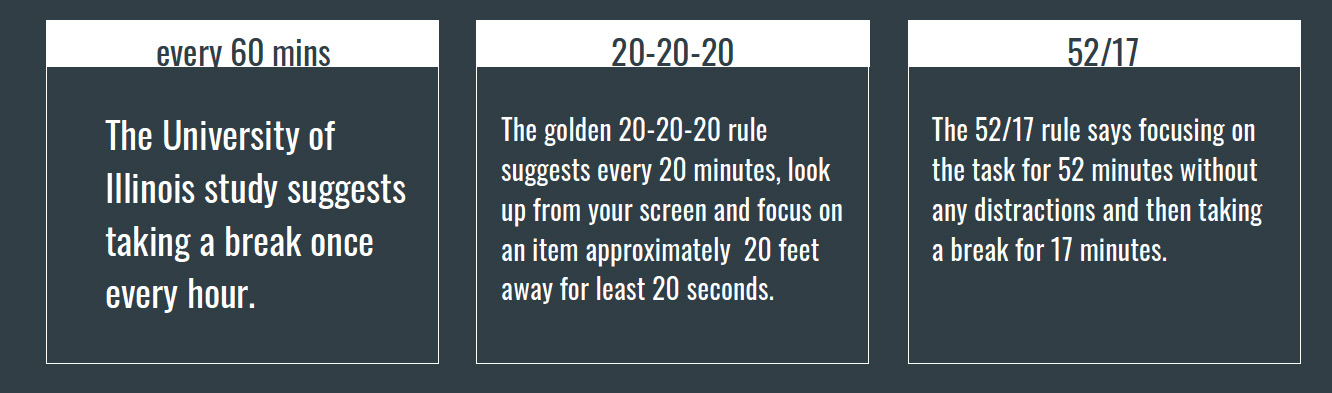 every 60 mins
The University of
Illinois study suggests
taking a break once
every hour.
20-20-20
The golden 20-20-20 rule
suggests every 20 minutes, look
up from your screen and focus on
an item approximately  20 feet
away for least 20 seconds.
52/17
The 52/17 rule says focusing on
the task for 52 minutes without
any distractions and then taking
a break for 17 minutes.